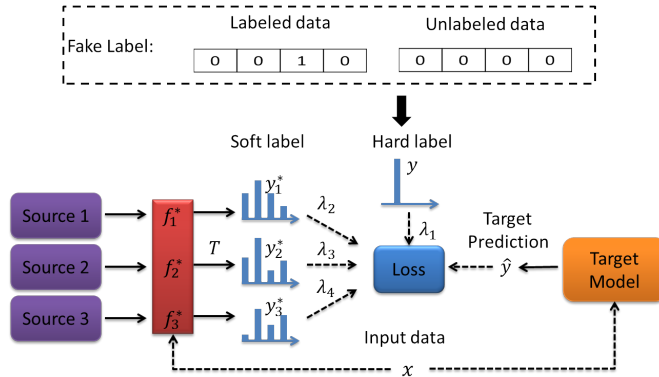 Labeled data Unlabeled data
Fake Label:
0 0 1 0 0 0 0 0
Soft label Hard label
y₁* y
λ₂
Source 1 f₁* λ₁ Target Prediction
T y₂* λ₃
Source 2 f₂* Loss ŷ Target Model
λ₄
y₃*
Source 3 f₃*
Input data
x